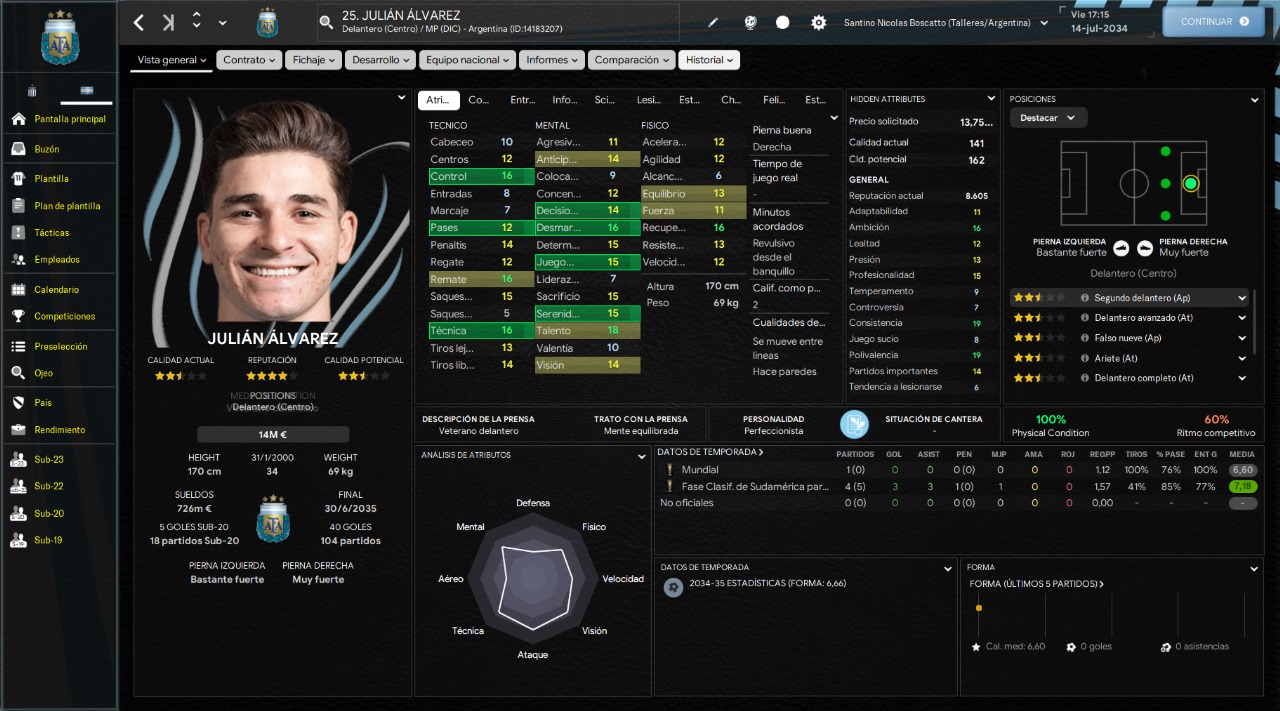 25. JULIÁN ÁLVAREZ
Delantero (Centro) / MP (DIC) - Argentina (ID:14183207)
Santino Nicolas Boscatto (Talleres/Argentina)
Vie 17:15
14-jul-2034
CONTINUAR
Vista general
Contrato
Fichaje
Desarrollo
Equipo nacional
Informes
Comparación
Historial
AFA
Pantalla principal
Buzón
Plantilla
Plan de plantilla
Tácticas
Empleados
Calendario
Competiciones
Preselección
Ojeo
País
Rendimiento
Sub-23
Sub-22
Sub-20
Sub-19
JULIÁN ÁLVAREZ
CALIDAD ACTUAL REPUTACIÓN CALIDAD POTENCIAL
POSITIONS
Delantero (Centro)
14M €
HEIGHT 31/1/2000 WEIGHT
170 cm 34 69 kg
SUELDOS FINAL
726m € 30/6/2035
5 GOLES SUB-20 40 GOLES
18 partidos Sub-20 104 partidos
PIERNA IZQUIERDA PIERNA DERECHA
Bastante fuerte Muy fuerte
Atri... Co... Entr... Info... Sci... Lesi... Est... Ch... Feli... Est...
TECNICO
Cabeceo 10
Centros 12
Control 16
Entradas 8
Marcaje 7
Pases 12
Penaltis 14
Regate 12
Remate 16
Saques... 15
Saques... 5
Técnica 16
Tiros lej... 13
Tiros lib... 14
MENTAL
Agresiv... 11
Anticip... 14
Coloca... 9
Concen... 12
Decisio... 14
Desmar... 16
Determ... 15
Juego... 15
Lideraz... 7
Sacrificio 15
Serenid... 15
Talento 18
Valentía 10
Visión 14
FISICO
Acelera... 12
Agilidad 12
Alcanc... 6
Equilibrio 13
Fuerza 11
Recupe... 16
Resiste... 13
Velocid... 12
Altura 170 cm
Peso 69 kg
Pierna buena
Derecha
Tiempo de
juego real
-
Minutos
acordados
Revulsivo
desde el
banquillo
Calif. como p...
2
Cualidades de...
Se mueve entre
líneas
Hace paredes
HIDDEN ATTRIBUTES
Precio solicitado 13,75...
Calidad actual 141
Cld. potencial 162
GENERAL
Reputación actual 8.605
Adaptabilidad 11
Ambición 16
Lealtad 12
Presión 13
Profesionalidad 15
Temperamento 9
Controversia 7
Consistencia 19
Juego sucio 8
Polivalencia 19
Partidos importantes 14
Tendencia a lesionarse 6
POSICIONES
Destacar
PIERNA IZQUIERDA PIERNA DERECHA
Bastante fuerte Muy fuerte
Delantero (Centro)
Segundo delantero (Ap)
Delantero avanzado (At)
Falso nueve (Ap)
Ariete (At)
Delantero completo (At)
DESCRIPCIÓN DE LA PRENSA
Veterano delantero
TRATO CON LA PRENSA
Mente equilibrada
PERSONALIDAD
Perfeccionista
SITUACIÓN DE CANTERA
-
100%
Physical Condition
60%
Ritmo competitivo
ANÁLISIS DE ATRIBUTOS
Defensa
Mental Físico
Aéreo Velocidad
Técnica Visión
Ataque
DATOS DE TEMPORADA PARTIDOS GOL ASIST PEN MJP AMA ROJ REGPP TIROS % PASE ENT G MEDIA
Mundial 1 (0) 0 0 0 (0) 0 0 0 1,12 100% 76% 100% 6,60
Fase Clasif. de Sudamérica par... 4 (5) 3 3 1 (0) 1 0 0 1,57 41% 85% 77% 7,18
No oficiales 0 (0) 0 0 0 (0) 0 0 0 0,00 - - - -
DATOS DE TEMPORADA
2034-35 ESTADÍSTICAS (FORMA: 6,66)
FORMA
FORMA (ÚLTIMOS 5 PARTIDOS)
Cal. med: 6,60 0 goles 0 asistencias